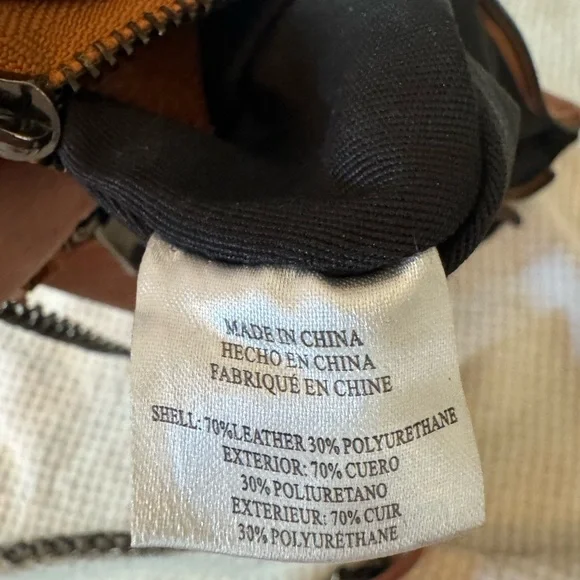 MADE IN CHINA
HECHO EN CHINA
FABRIQUÉ EN CHINE
SHELL: 70%LEATHER 30% POLYURETHANE
EXTERIOR: 70% CUERO
30% POLIURETANO
EXTERIEUR: 70% CUIR
30% POLYURÉTHANE